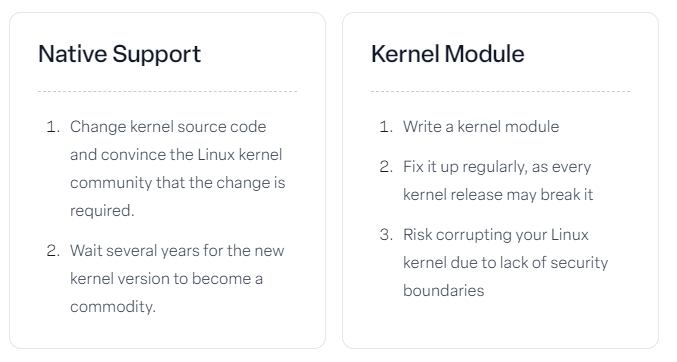 Native Support
1. Change kernel source code
and convince the Linux kernel
community that the change is
required.
2. Wait several years for the new
kernel version to become a
commodity.
Kernel Module
1. Write a kernel module
2. Fix it up regularly, as every
kernel release may break it
3. Risk corrupting your Linux
kernel due to lack of security
boundaries